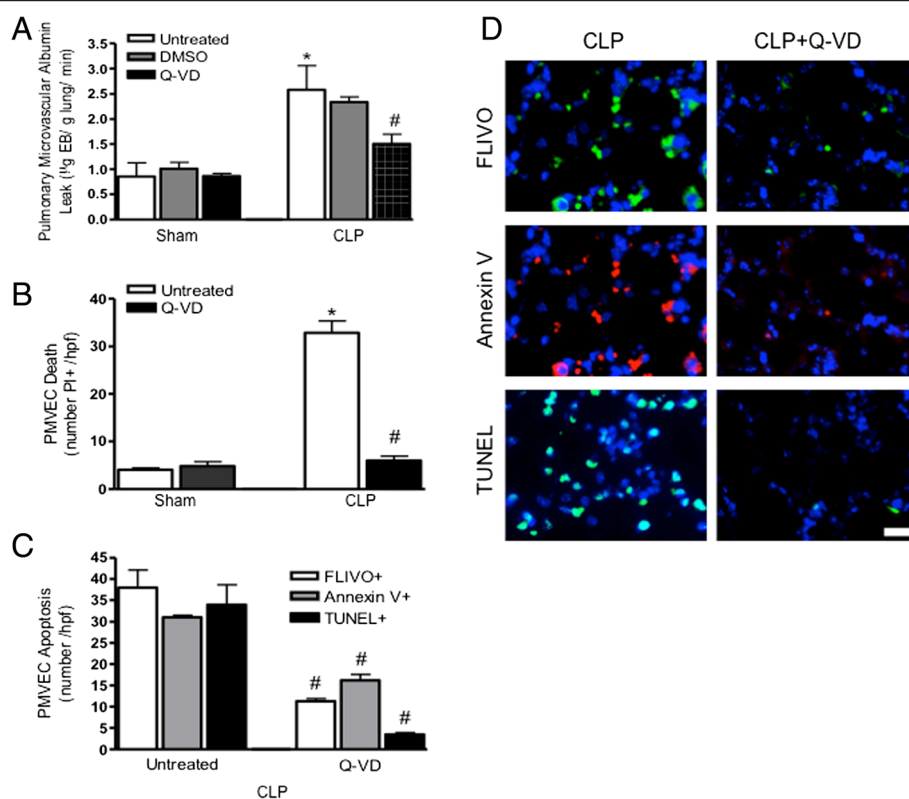 A
Pulmonary Microvascular Albumin
Leak (µg EB/ g lung/ min)
3.5
3.0
2.5
2.0
1.5
1.0
0.5
0.0
Untreated
DMSO
Q-VD
*
#
Sham
CLP
B
PMVEC Death
(number PI+ /hpf)
40
30
20
10
0
Untreated
Q-VD
*
#
Sham
CLP
C
PMVEC Apoptosis
(number /hpf)
45
40
35
30
25
20
15
10
5
0
FLIVO+
Annexin V+
TUNEL+
#
#
#
Untreated
Q-VD
CLP
D
CLP
CLP+Q-VD
FLIVO
Annexin V
TUNEL